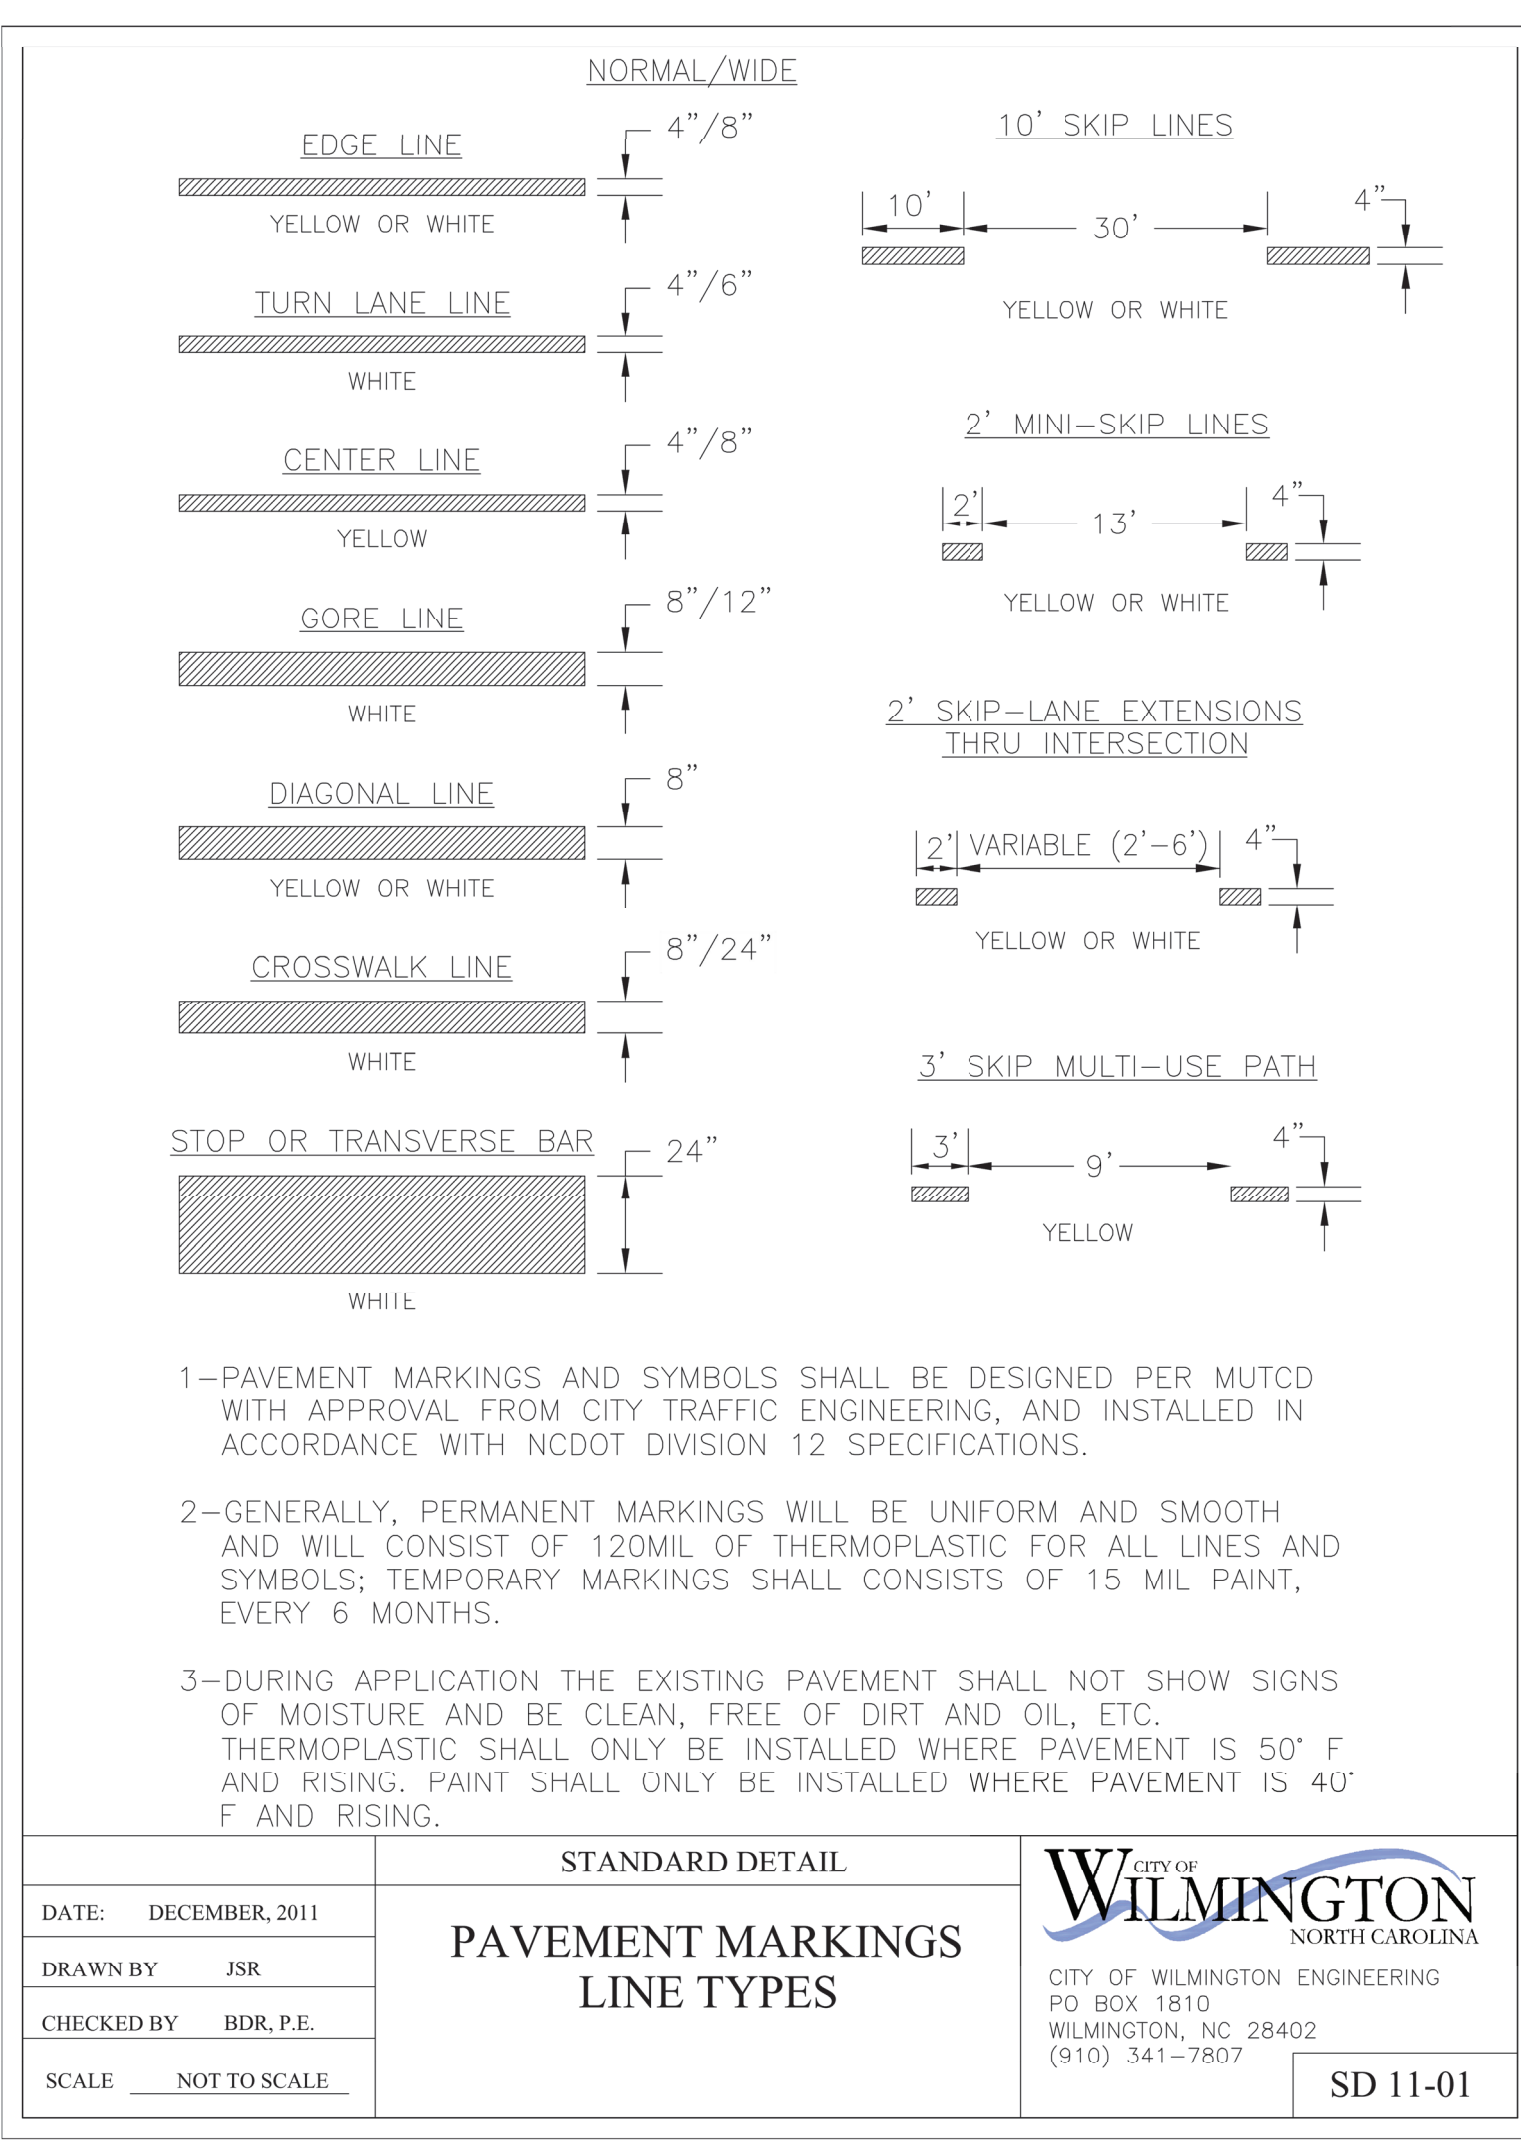 NORMAL/WIDE
EDGE LINE
4"/8"
YELLOW OR WHITE
TURN LANE LINE
4"/6"
WHITE
CENTER LINE
4"/8"
YELLOW
GORE LINE
8"/12"
WHITE
DIAGONAL LINE
8"
YELLOW OR WHITE
CROSSWALK LINE
8"/24"
WHITE
STOP OR TRANSVERSE BAR
24"
WHITE
10' SKIP LINES
10'
30'
4"
YELLOW OR WHITE
2' MINI-SKIP LINES
2'
13'
4"
YELLOW OR WHITE
2' SKIP-LANE EXTENSIONS
THRU INTERSECTION
2'
VARIABLE (2'-6')
4"
YELLOW OR WHITE
3' SKIP MULTI-USE PATH
3'
9'
4"
YELLOW
1-PAVEMENT MARKINGS AND SYMBOLS SHALL BE DESIGNED PER MUTCD
WITH APPROVAL FROM CITY TRAFFIC ENGINEERING, AND INSTALLED IN
ACCORDANCE WITH NCDOT DIVISION 12 SPECIFICATIONS.
2-GENERALLY, PERMANENT MARKINGS WILL BE UNIFORM AND SMOOTH
AND WILL CONSIST OF 120MIL OF THERMOPLASTIC FOR ALL LINES AND
SYMBOLS; TEMPORARY MARKINGS SHALL CONSISTS OF 15 MIL PAINT,
EVERY 6 MONTHS.
3-DURING APPLICATION THE EXISTING PAVEMENT SHALL NOT SHOW SIGNS
OF MOISTURE AND BE CLEAN, FREE OF DIRT AND OIL, ETC.
THERMOPLASTIC SHALL ONLY BE INSTALLED WHERE PAVEMENT IS 50° F
AND RISING. PAINT SHALL ONLY BE INSTALLED WHERE PAVEMENT IS 40°
F AND RISING.
DATE: DECEMBER, 2011
DRAWN BY JSR
CHECKED BY BDR, P.E.
SCALE NOT TO SCALE
STANDARD DETAIL
PAVEMENT MARKINGS
LINE TYPES
CITY OF
WILMINGTON
NORTH CAROLINA
CITY OF WILMINGTON ENGINEERING
PO BOX 1810
WILMINGTON, NC 28402
(910) 341-7807
SD 11-01